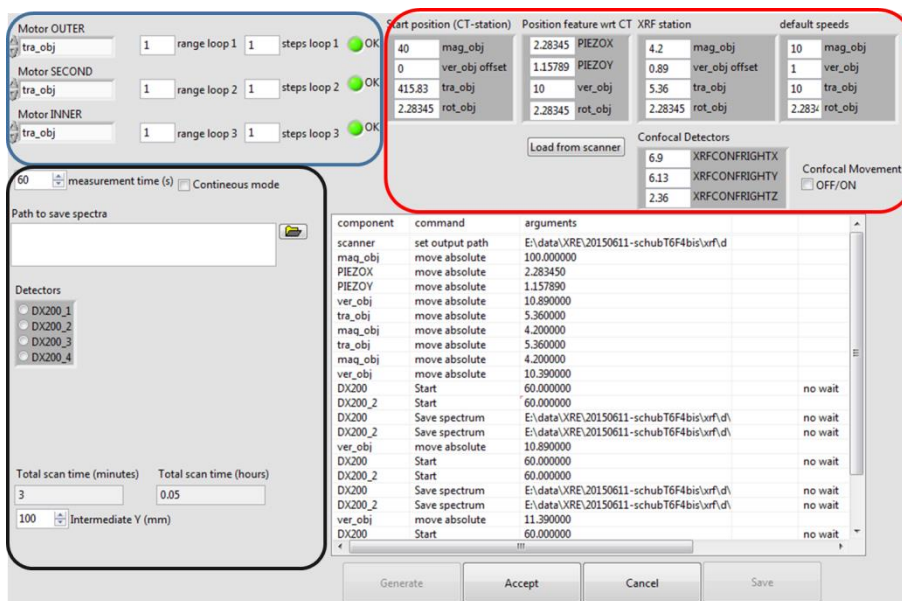 Motor OUTER
tra_obj 1 range loop 1 1 steps loop 1 OK
Motor SECOND
tra_obj 1 range loop 2 1 steps loop 2 OK
Motor INNER
tra_obj 1 range loop 3 1 steps loop 3 OK
Start position (CT-station)
40 mag_obj
0 ver_obj offset
415.83 tra_obj
2.28345 rot_obj
Position feature wrt CT
2.28345 PIEZOX
1.15789 PIEZOY
10 ver_obj
2.28345 rot_obj
Load from scanner
XRF station
4.2 mag_obj
0.89 ver_obj offset
5.36 tra_obj
2.28345 rot_obj
default speeds
10 mag_obj
1 ver_obj
10 tra_obj
2.2834 rot_obj
Confocal Detectors
6.9 XRFCONFRIGHTX
6.13 XRFCONFRIGHTY
2.36 XRFCONFRIGHTZ
Confocal Movement
OFF/ON
60 measurement time (s) Contineous mode
Path to save spectra
Detectors
DX200_1
DX200_2
DX200_3
DX200_4
Total scan time (minutes) Total scan time (hours)
3 0.05
100 Intermediate Y (mm)
component command arguments
scanner set output path E:\data\XRE\20150611-schubT6F4bis\xrf\d
mag_obj move absolute 100.000000
PIEZOX move absolute 2.283450
PIEZOY move absolute 1.157890
ver_obj move absolute 10.890000
tra_obj move absolute 5.360000
mag_obj move absolute 4.200000
tra_obj move absolute 5.360000
mag_obj move absolute 4.200000
ver_obj move absolute 10.390000
DX200 Start 60.000000 no wait
DX200_2 Start 60.000000
DX200 Save spectrum E:\data\XRE\20150611-schubT6F4bis\xrf\d\ no wait
DX200_2 Save spectrum E:\data\XRE\20150611-schubT6F4bis\xrf\d\ no wait
ver_obj move absolute 10.890000
DX200 Start 60.000000 no wait
DX200_2 Start 60.000000
DX200 Save spectrum E:\data\XRE\20150611-schubT6F4bis\xrf\d\ no wait
DX200_2 Save spectrum E:\data\XRE\20150611-schubT6F4bis\xrf\d\ no wait
ver_obj move absolute 11.390000
DX200 Start 60.000000 no wait
Generate Accept Cancel Save